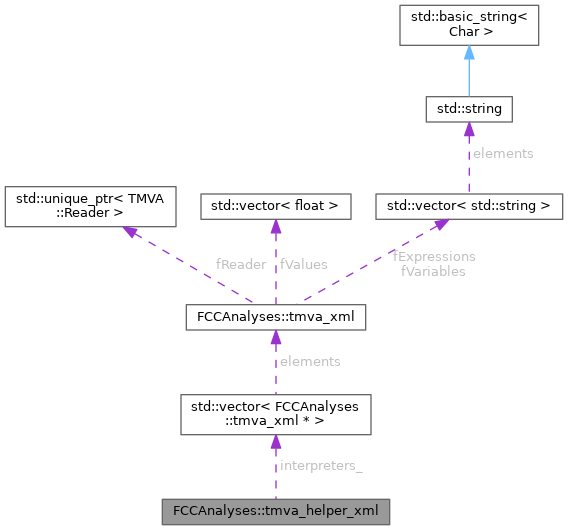 std::basic_string<
Char >
std::string
elements
std::unique_ptr< TMVA
::Reader >
std::vector< float >
std::vector< std::string >
fReader
fValues
fExpressions
fVariables
FCCAnalyses::tmva_xml
elements
std::vector< FCCAnalyses
::tmva_xml * >
interpreters_
FCCAnalyses::tmva_helper_xml